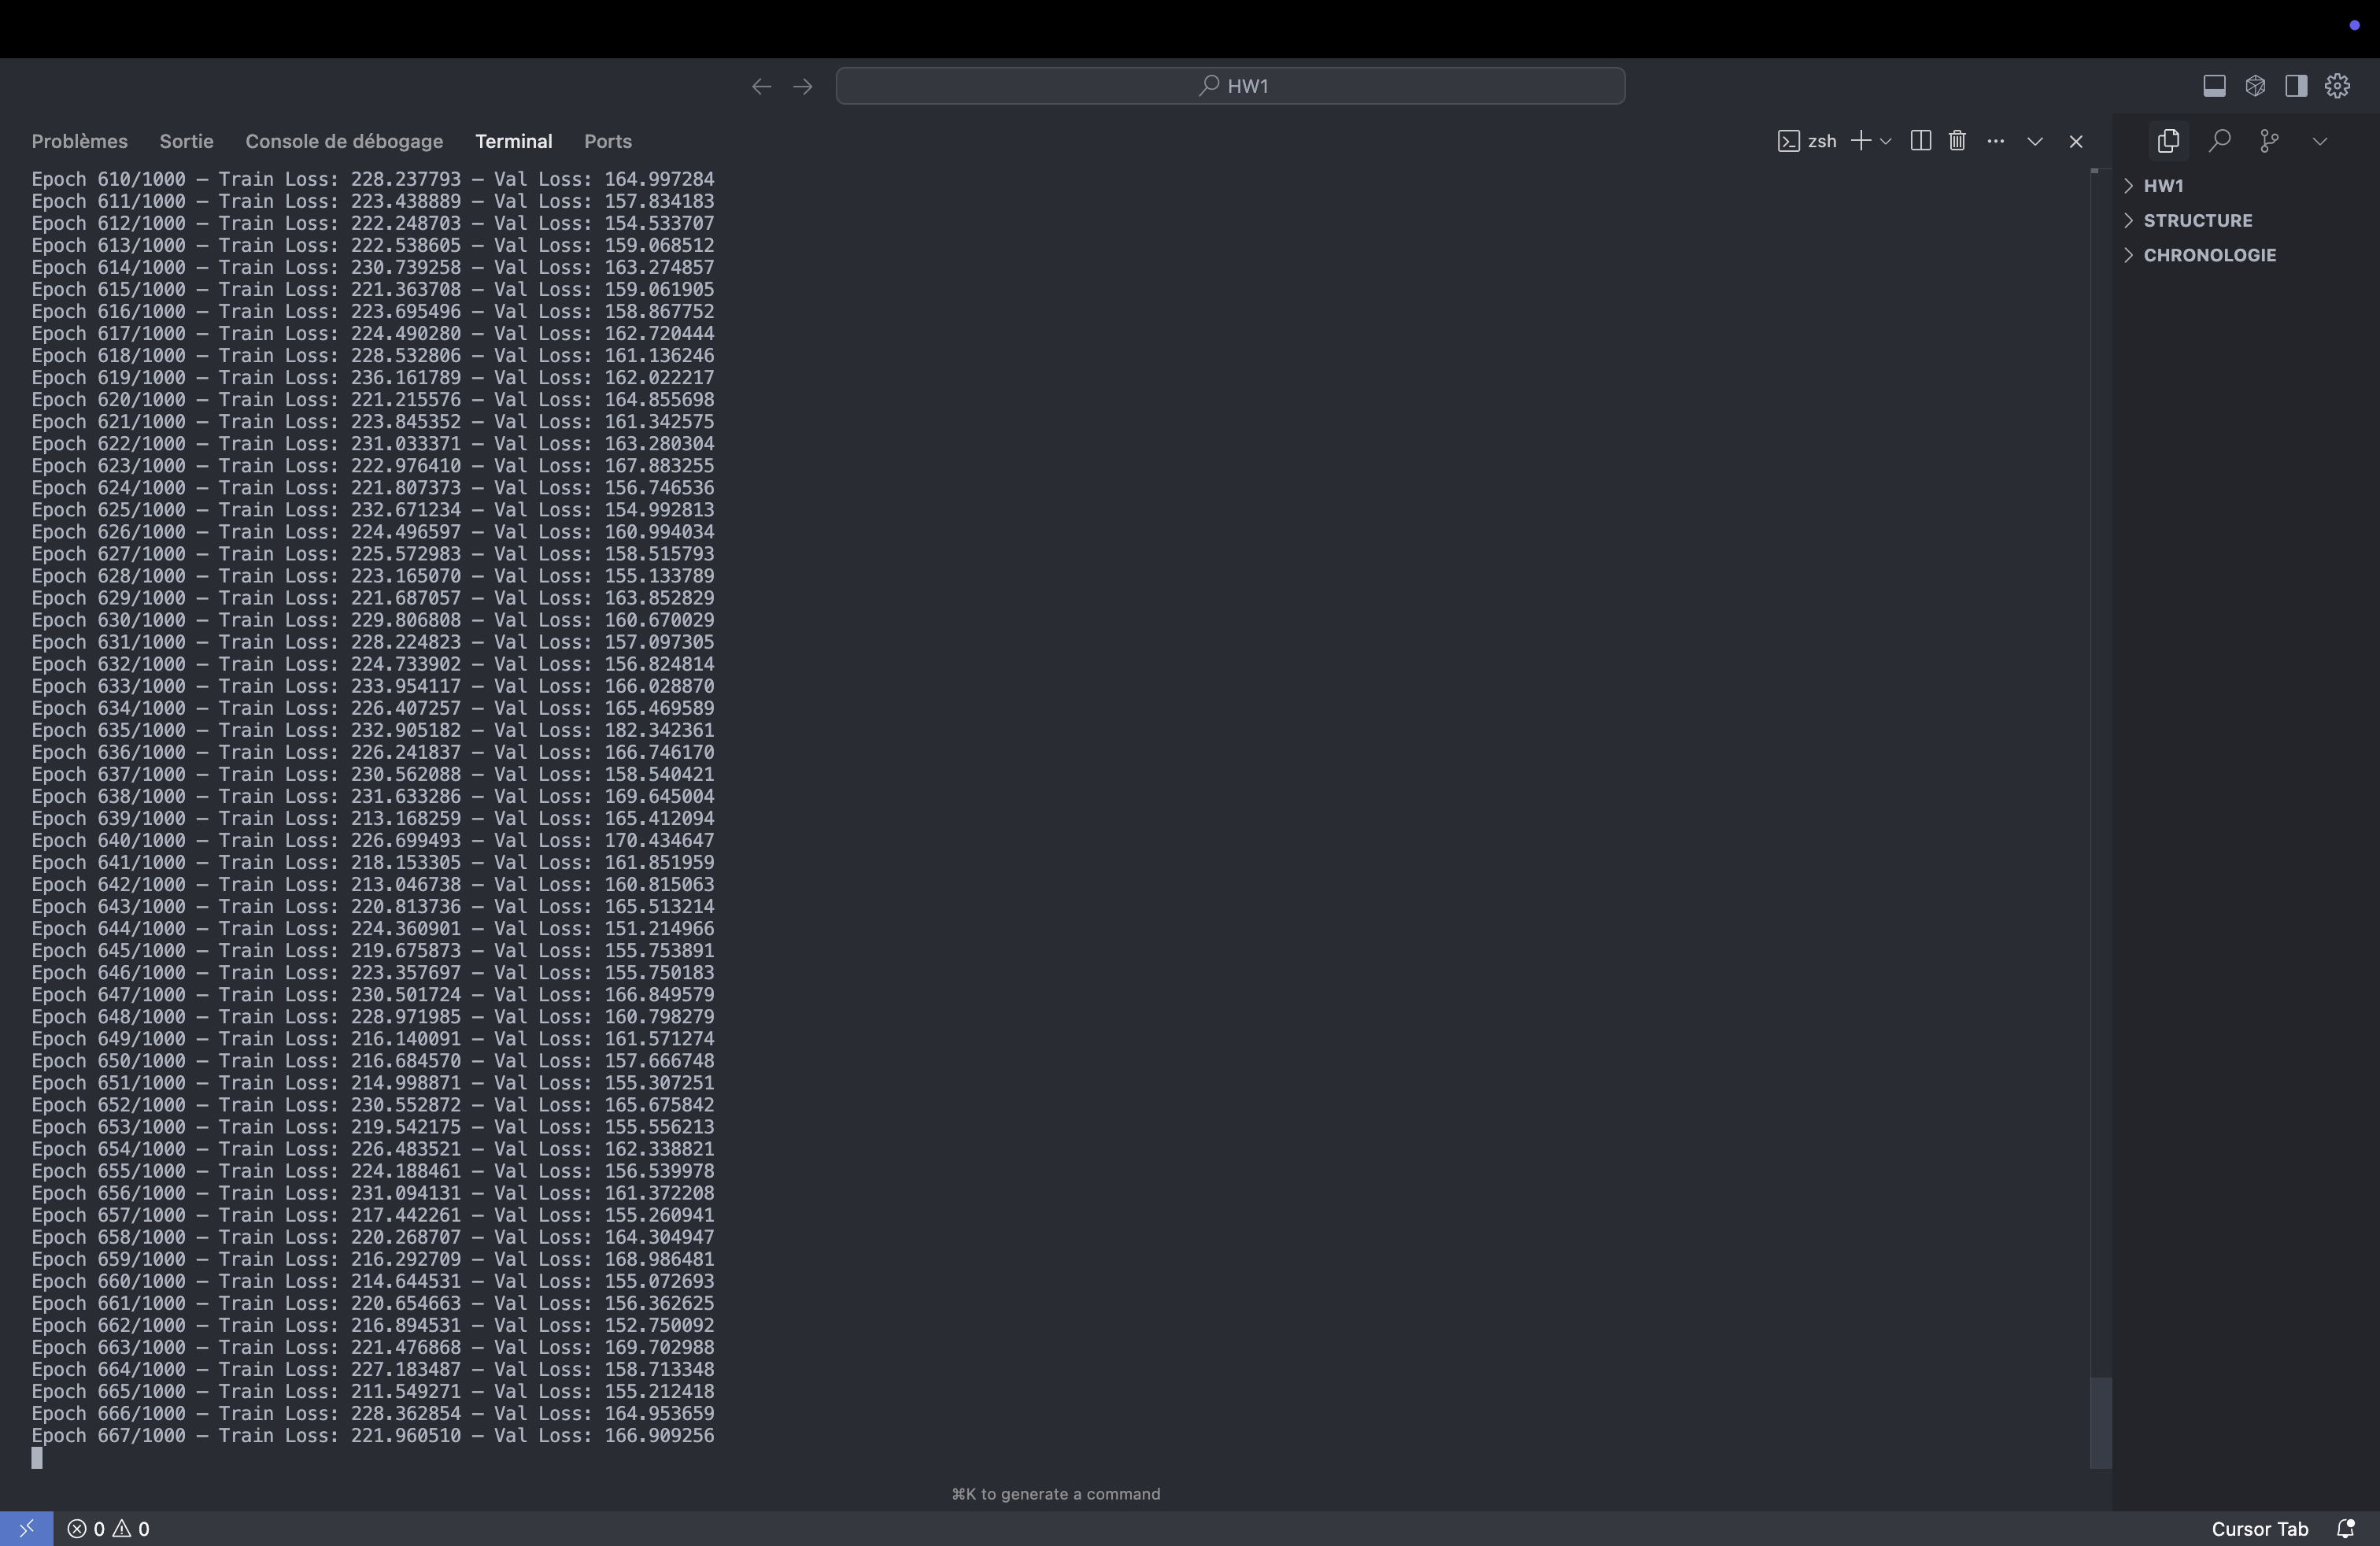 HW1
Problèmes Sortie Console de débogage Terminal Ports zsh
Epoch 610/1000 – Train Loss: 228.237793 – Val Loss: 164.997284
Epoch 611/1000 – Train Loss: 223.438889 – Val Loss: 157.834183
Epoch 612/1000 – Train Loss: 222.248703 – Val Loss: 154.533707
Epoch 613/1000 – Train Loss: 222.538605 – Val Loss: 159.068512
Epoch 614/1000 – Train Loss: 230.739258 – Val Loss: 163.274857
Epoch 615/1000 – Train Loss: 221.363708 – Val Loss: 159.061905
Epoch 616/1000 – Train Loss: 223.695496 – Val Loss: 158.867752
Epoch 617/1000 – Train Loss: 224.490280 – Val Loss: 162.720444
Epoch 618/1000 – Train Loss: 228.532806 – Val Loss: 161.136246
Epoch 619/1000 – Train Loss: 236.161789 – Val Loss: 162.022217
Epoch 620/1000 – Train Loss: 221.215576 – Val Loss: 164.855698
Epoch 621/1000 – Train Loss: 223.845352 – Val Loss: 161.342575
Epoch 622/1000 – Train Loss: 231.033371 – Val Loss: 163.280304
Epoch 623/1000 – Train Loss: 222.976410 – Val Loss: 167.883255
Epoch 624/1000 – Train Loss: 221.807373 – Val Loss: 156.746536
Epoch 625/1000 – Train Loss: 232.671234 – Val Loss: 154.992813
Epoch 626/1000 – Train Loss: 224.496597 – Val Loss: 160.994034
Epoch 627/1000 – Train Loss: 225.572983 – Val Loss: 158.515793
Epoch 628/1000 – Train Loss: 223.165070 – Val Loss: 155.133789
Epoch 629/1000 – Train Loss: 221.687057 – Val Loss: 163.852829
Epoch 630/1000 – Train Loss: 229.806808 – Val Loss: 160.670029
Epoch 631/1000 – Train Loss: 228.224823 – Val Loss: 157.097305
Epoch 632/1000 – Train Loss: 224.733902 – Val Loss: 156.824814
Epoch 633/1000 – Train Loss: 233.954117 – Val Loss: 166.028870
Epoch 634/1000 – Train Loss: 226.407257 – Val Loss: 165.469589
Epoch 635/1000 – Train Loss: 232.905182 – Val Loss: 182.342361
Epoch 636/1000 – Train Loss: 226.241837 – Val Loss: 166.746170
Epoch 637/1000 – Train Loss: 230.562088 – Val Loss: 158.540421
Epoch 638/1000 – Train Loss: 231.633286 – Val Loss: 169.645004
Epoch 639/1000 – Train Loss: 213.168259 – Val Loss: 165.412094
Epoch 640/1000 – Train Loss: 226.699493 – Val Loss: 170.434647
Epoch 641/1000 – Train Loss: 218.153305 – Val Loss: 161.851959
Epoch 642/1000 – Train Loss: 213.046738 – Val Loss: 160.815063
Epoch 643/1000 – Train Loss: 220.813736 – Val Loss: 165.513214
Epoch 644/1000 – Train Loss: 224.360901 – Val Loss: 151.214966
Epoch 645/1000 – Train Loss: 219.675873 – Val Loss: 155.753891
Epoch 646/1000 – Train Loss: 223.357697 – Val Loss: 155.750183
Epoch 647/1000 – Train Loss: 230.501724 – Val Loss: 166.849579
Epoch 648/1000 – Train Loss: 228.971985 – Val Loss: 160.798279
Epoch 649/1000 – Train Loss: 216.140091 – Val Loss: 161.571274
Epoch 650/1000 – Train Loss: 216.684570 – Val Loss: 157.666748
Epoch 651/1000 – Train Loss: 214.998871 – Val Loss: 155.307251
Epoch 652/1000 – Train Loss: 230.552872 – Val Loss: 165.675842
Epoch 653/1000 – Train Loss: 219.542175 – Val Loss: 155.556213
Epoch 654/1000 – Train Loss: 226.483521 – Val Loss: 162.338821
Epoch 655/1000 – Train Loss: 224.188461 – Val Loss: 156.539978
Epoch 656/1000 – Train Loss: 231.094131 – Val Loss: 161.372208
Epoch 657/1000 – Train Loss: 217.442261 – Val Loss: 155.260941
Epoch 658/1000 – Train Loss: 220.268707 – Val Loss: 164.304947
Epoch 659/1000 – Train Loss: 216.292709 – Val Loss: 168.986481
Epoch 660/1000 – Train Loss: 214.644531 – Val Loss: 155.072693
Epoch 661/1000 – Train Loss: 220.654663 – Val Loss: 156.362625
Epoch 662/1000 – Train Loss: 216.894531 – Val Loss: 152.750092
Epoch 663/1000 – Train Loss: 221.476868 – Val Loss: 169.702988
Epoch 664/1000 – Train Loss: 227.183487 – Val Loss: 158.713348
Epoch 665/1000 – Train Loss: 211.549271 – Val Loss: 155.212418
Epoch 666/1000 – Train Loss: 228.362854 – Val Loss: 164.953659
Epoch 667/1000 – Train Loss: 221.960510 – Val Loss: 166.909256
⌘K to generate a command
HW1
STRUCTURE
CHRONOLOGIE
0 0
Cursor Tab